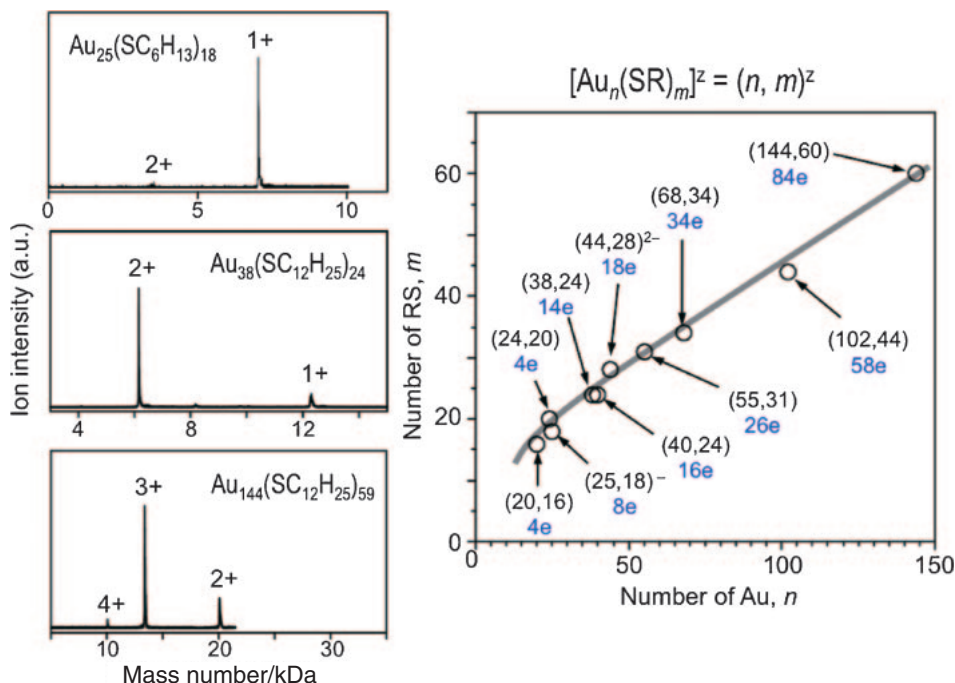 Au25(SC6H13)18
1+
2+
0
5
10
Ion intensity (a.u.)
Au38(SC12H25)24
2+
1+
4
8
12
Au144(SC12H25)59
3+
2+
4+
10
20
30
Mass number/kDa
[Aun(SR)m]z = (n, m)z
Number of RS, m
60
40
20
0
(144,60)
84e
(68,34)
34e
(44,28)2−
18e
(38,24)
14e
(24,20)
4e
(102,44)
58e
(55,31)
26e
(40,24)
16e
(25,18)−
8e
(20,16)
4e
0
50
100
150
Number of Au, n